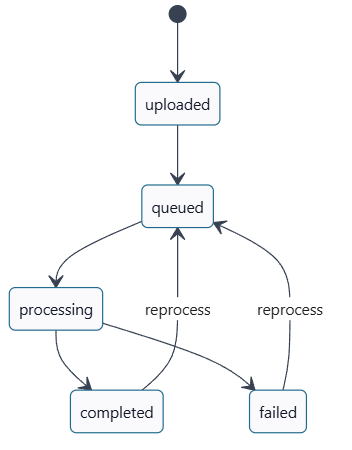 uploaded
queued
processing
reprocess
reprocess
completed
failed